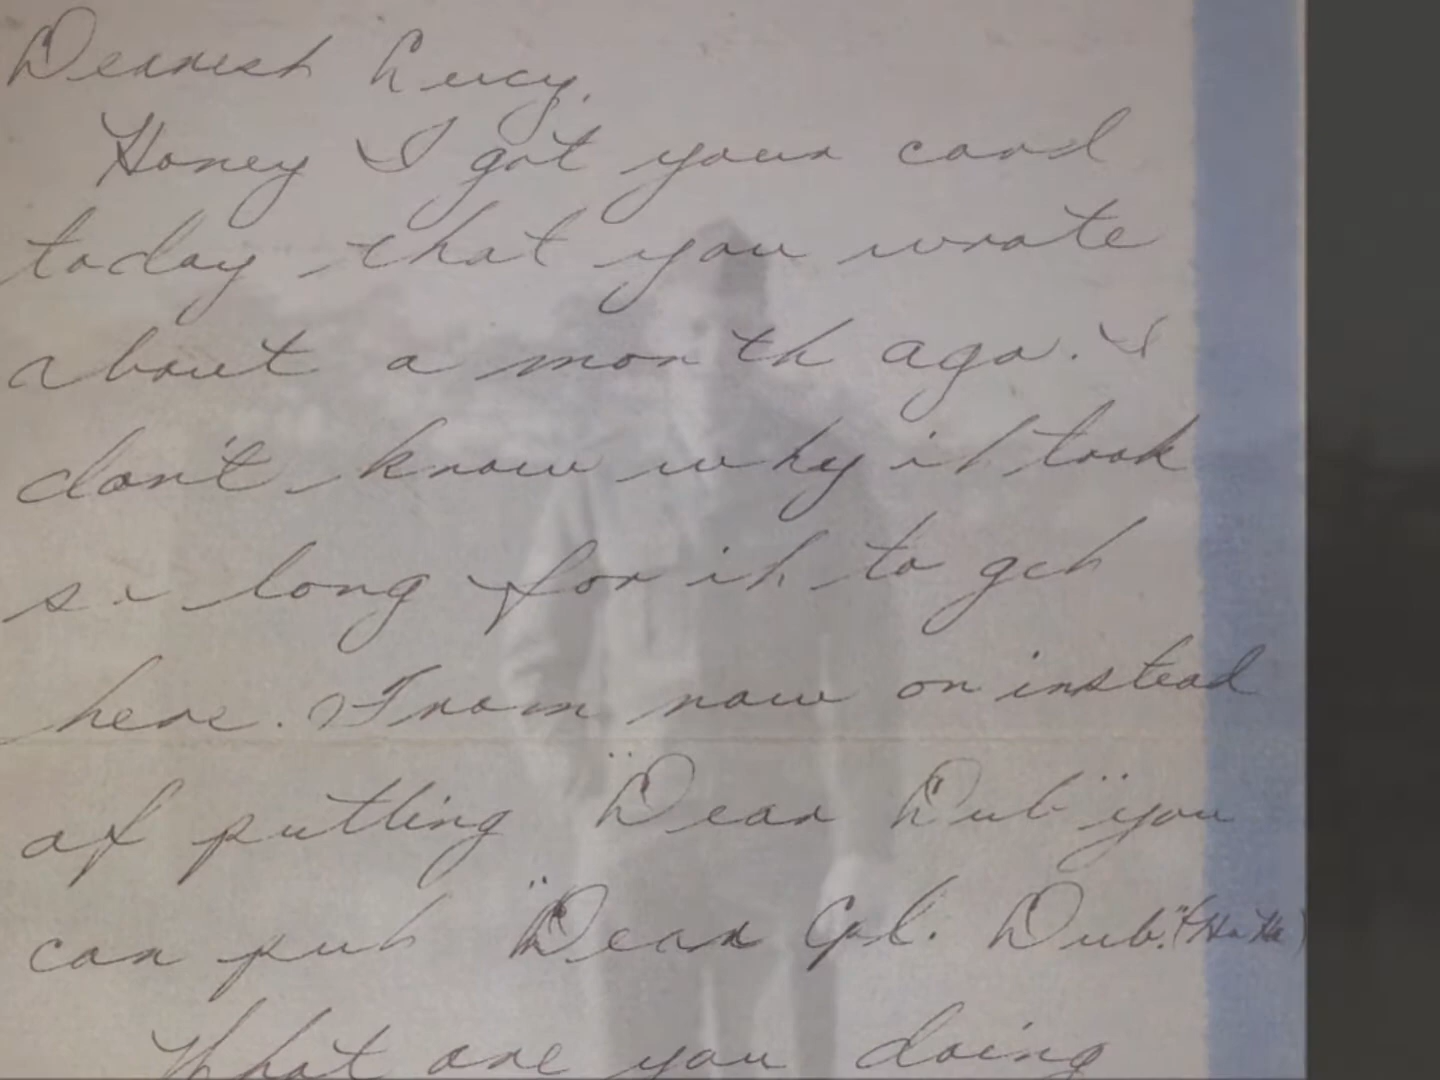 Dearest Lucy,
Honey I got your card
today that you wrote
about a month ago. I
don't know why it took
so long for it to get
here. From now on instead
of putting "Dear Dub" you
can put "Dear Cpl. Dub." (Ha Ha)
What are you doing